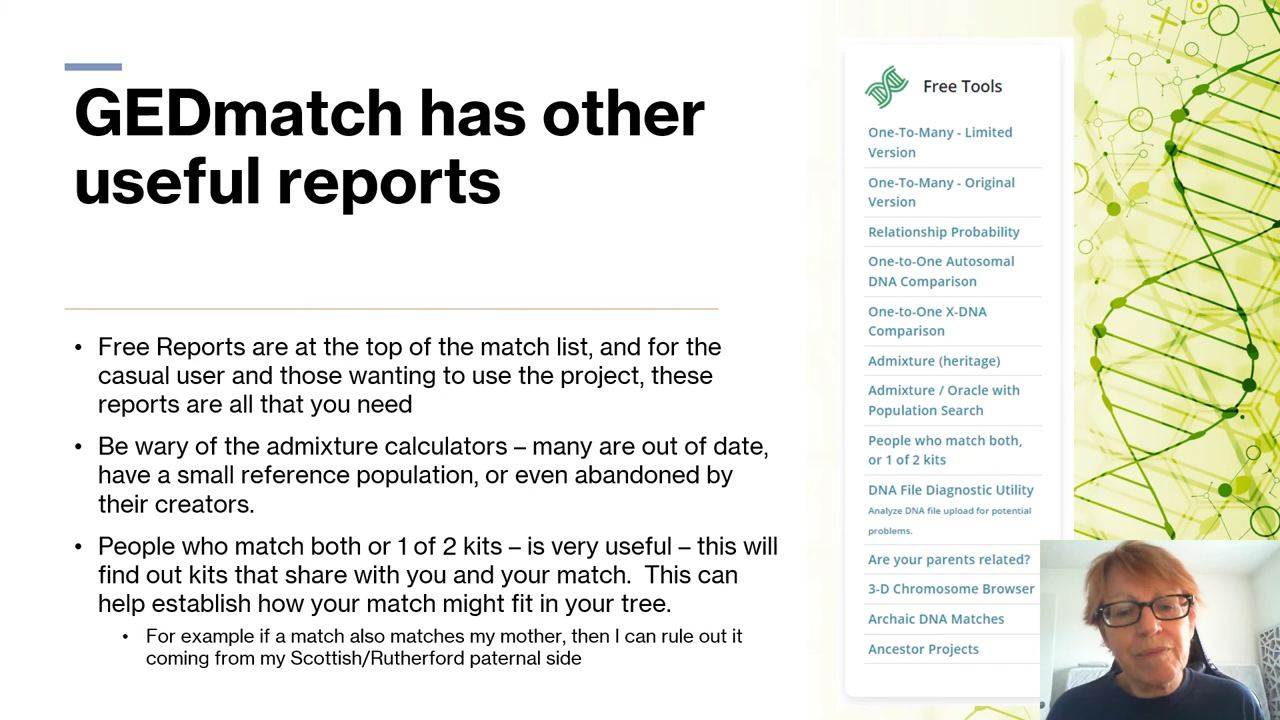 GEDmatch has other
useful reports
• Free Reports are at the top of the match list, and for the
casual user and those wanting to use the project, these
reports are all that you need
• Be wary of the admixture calculators – many are out of date,
have a small reference population, or even abandoned by
their creators.
• People who match both or 1 of 2 kits – is very useful – this will
find out kits that share with you and your match.  This can
help establish how your match might fit in your tree.
• For example if a match also matches my mother, then I can rule out it
coming from my Scottish/Rutherford paternal side
Free Tools
One-To-Many - Limited
Version
One-To-Many - Original
Version
Relationship Probability
One-to-One Autosomal
DNA Comparison
One-to-One X-DNA
Comparison
Admixture (heritage)
Admixture / Oracle with
Population Search
People who match both,
or 1 of 2 kits
DNA File Diagnostic Utility
Analyze DNA file upload for potential
problems.
Are your parents related?
3-D Chromosome Browser
Archaic DNA Matches
Ancestor Projects